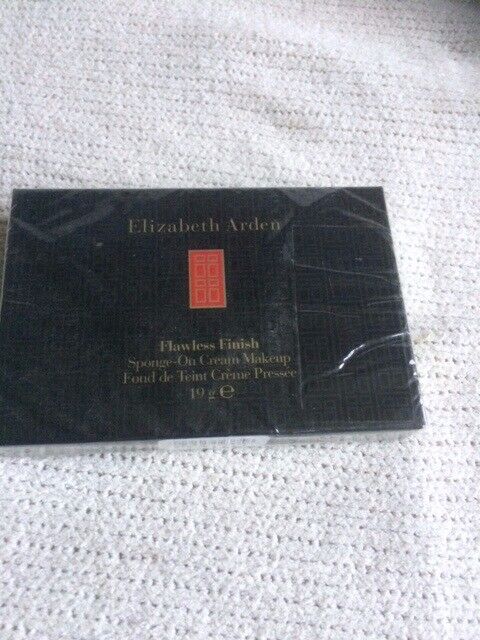 Elizabeth Arden
Flawless Finish
Sponge-On Cream Makeup
Fond de Teint Crème Pressée
19 g ℮